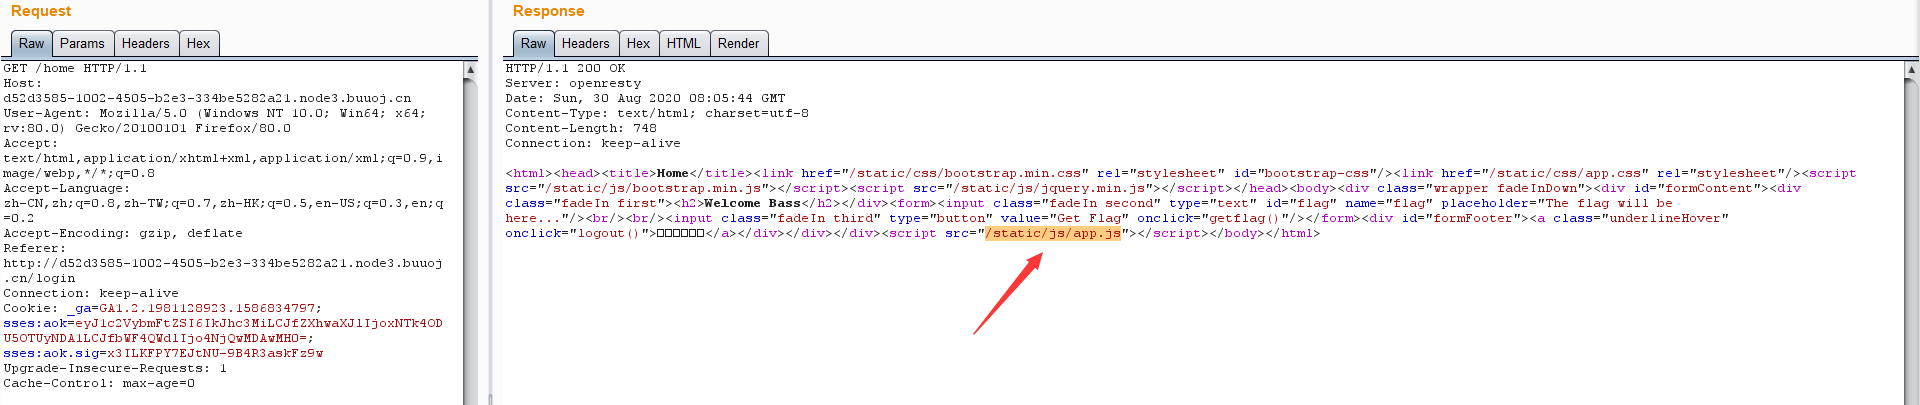 Request
Raw Params Headers Hex
GET /home HTTP/1.1
Host:
d52d3585-1002-4505-b2e3-334be5282a21.node3.buuoj.cn
User-Agent: Mozilla/5.0 (Windows NT 10.0; Win64; x64;
rv:80.0) Gecko/20100101 Firefox/80.0
Accept:
text/html,application/xhtml+xml,application/xml;q=0.9,i
mage/webp,*/*;q=0.8
Accept-Language:
zh-CN,zh;q=0.8,zh-TW;q=0.7,zh-HK;q=0.5,en-US;q=0.3,en;q
=0.2
Accept-Encoding: gzip, deflate
Referer:
http://d52d3585-1002-4505-b2e3-334be5282a21.node3.buuoj
.cn/login
Connection: keep-alive
Cookie: _ga=GA1.2.1981128923.1586834797;
sses:aok=eyJ1c2VybmFtZSI6IkJhc3MiLCJfZXhwaXJlIjoxNTk4OD
U5OTUyNDA1LCJfbWF4QWdlIjo4NjQwMDAwMH0=;
sses:aok.sig=x3ILKFPY7EJtNU-9B4R3askFz9w
Upgrade-Insecure-Requests: 1
Cache-Control: max-age=0
Response
Raw Headers Hex HTML Render
HTTP/1.1 200 OK
Server: openresty
Date: Sun, 30 Aug 2020 08:05:44 GMT
Content-Type: text/html; charset=utf-8
Content-Length: 748
Connection: keep-alive
<html><head><title>Home</title><link href="/static/css/bootstrap.min.css" rel="stylesheet" id="bootstrap-css"/><link href="/static/css/app.css" rel="stylesheet"/><script
src="/static/js/bootstrap.min.js"></script><script src="/static/js/jquery.min.js"></script></head><body><div class="wrapper fadeInDown"><div id="formContent"><div
class="fadeIn first"><h2>Welcome Bass</h2></div><form><input class="fadeIn second" type="text" id="flag" name="flag" placeholder="The flag will be
here..."/><br/><br/><input class="fadeIn third" type="button" value="Get Flag" onclick="getflag()"/></form><div id="formFooter"><a class="underlineHover"
onclick="logout()">□□□□□□</a></div></div></div><script src="/static/js/app.js"></script></body></html>